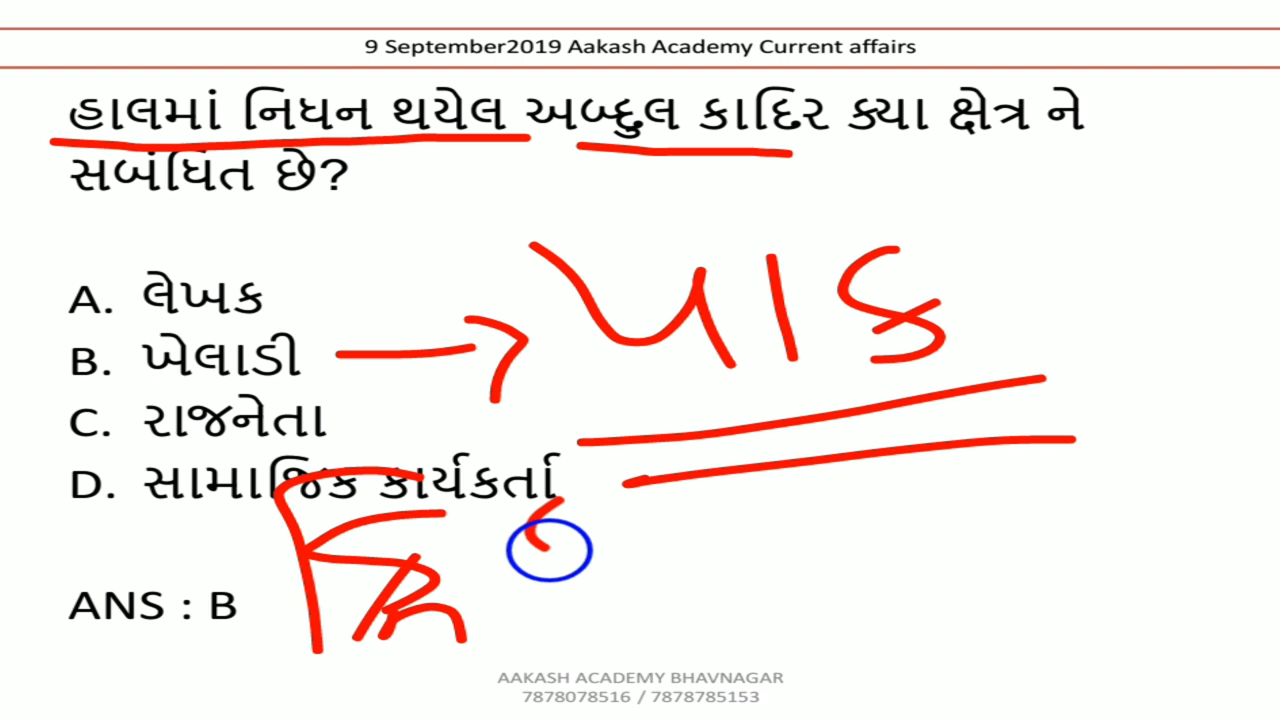 9 September2019 Aakash Academy Current affairs
હાલમાં નિધન થયેલ અબ્દુલ કાદિર ક્યા ક્ષેત્ર ને
સબંધિત છે?
A. લેખક
B. ખેલાડી
પાક
C. રાજનેતા
D. સામાજિક કાર્યકર્તા
ANS : B
AAKASH ACADEMY BHAVNAGAR
7878078516 / 7878785153